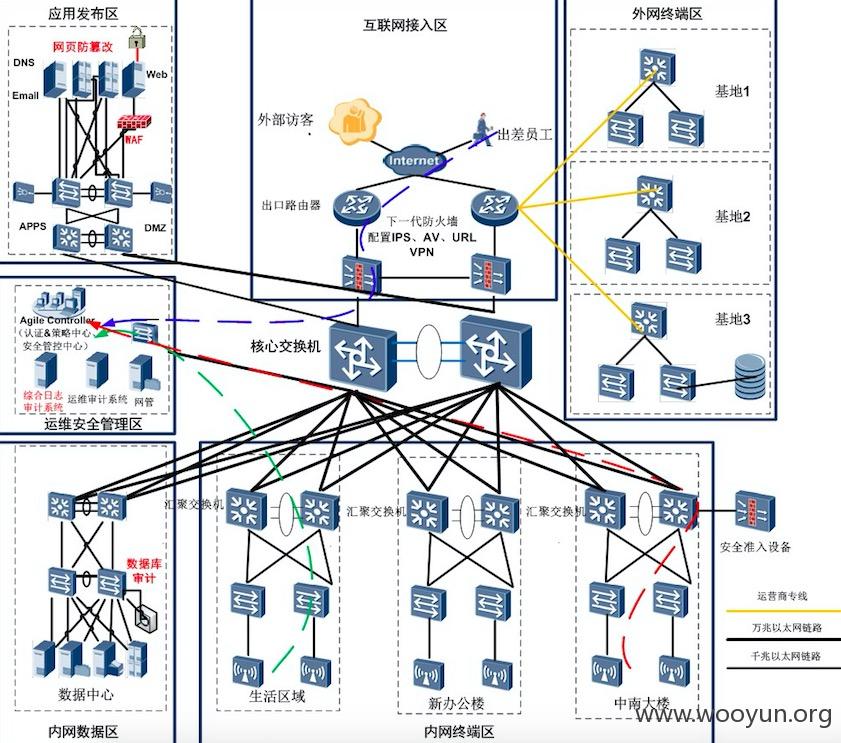 应用发布区
网页防篡改
DNS
Web
Email
WAF
APPS
DMZ
互联网接入区
外部访客
出差员工
Internet
出口路由器
下一代防火墙
配置IPS、AV、URL
VPN
外网终端区
基地1
基地2
基地3
Agile Controller
（认证&策略中心、
安全管控中心）
综合日志
审计系统
运维审计系统
网管
运维安全管理区
核心交换机
汇聚交换机
汇聚交换机
汇聚交换机
安全准入设备
数据库
审计
数据中心
内网数据区
生活区域
新办公楼
中南大楼
内网终端区
运营商专线
万兆以太网链路
千兆以太网链路
www.wooyun.org